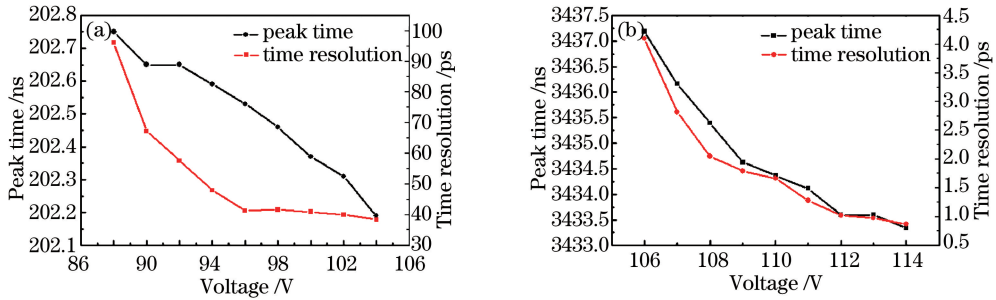 (a)
peak time
time resolution
202.8
202.7
202.6
202.5
202.4
202.3
202.2
202.1
Peak time /ns
100
90
80
70
60
50
40
30
Time resolution /ps
86 90 94 98 102 106
Voltage /V
(b)
peak time
time resolution
3437.5
3437.0
3436.5
3436.0
3435.5
3435.0
3434.5
3434.0
3433.5
3433.0
Peak time /ns
4.5
4.0
3.5
3.0
2.5
2.0
1.5
1.0
0.5
Time resolution /ps
106 108 110 112 114
Voltage /V